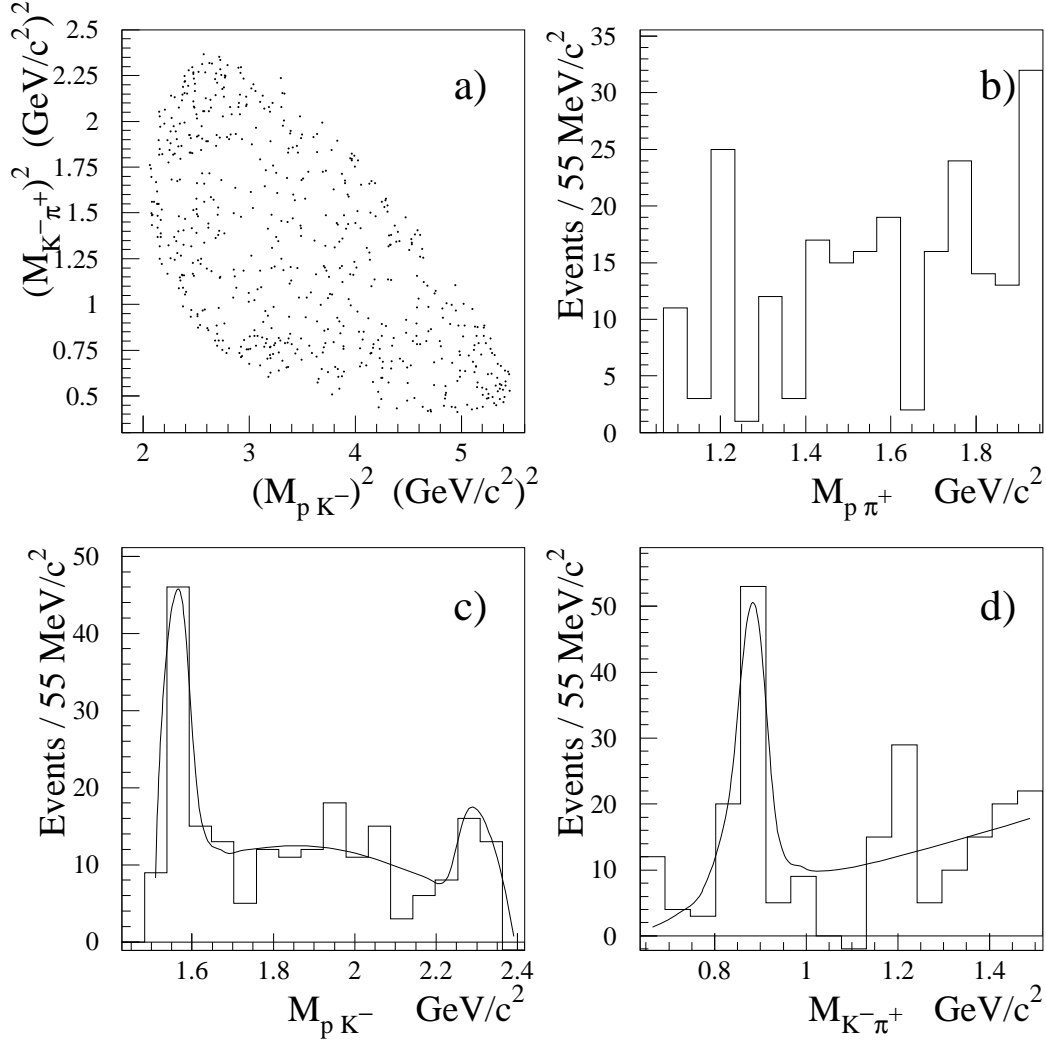 a)
(M_{K^-π^+})^2 (GeV/c^2)^2
2.5
2.25
2
1.75
1.5
1.25
1
0.75
0.5
2 3 4 5
(M_{p K^-})^2 (GeV/c^2)^2
b)
Events / 55 MeV/c^2
35
30
25
20
15
10
5
0
1.2 1.4 1.6 1.8
M_{p π^+} GeV/c^2
c)
Events / 55 MeV/c^2
50
40
30
20
10
0
1.6 1.8 2 2.2 2.4
M_{p K^-} GeV/c^2
d)
Events / 55 MeV/c^2
50
40
30
20
10
0
0.8 1 1.2 1.4
M_{K^-π^+} GeV/c^2